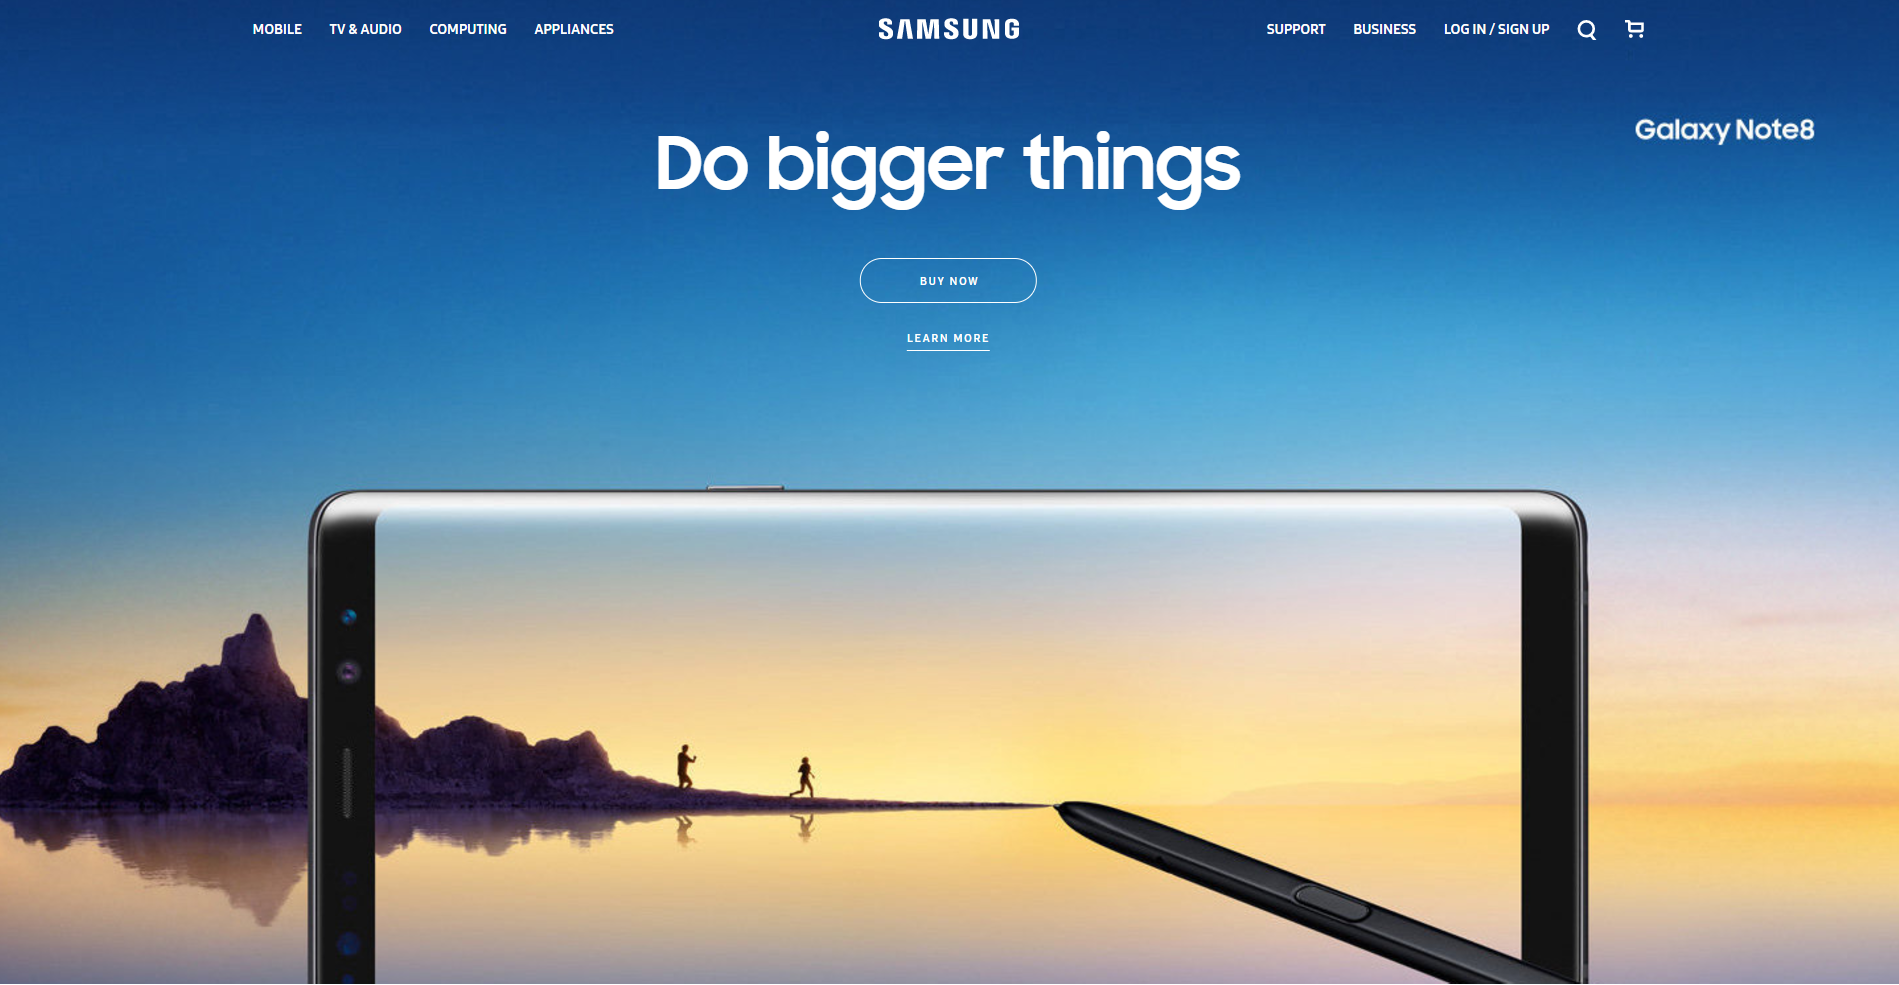 MOBILE TV & AUDIO COMPUTING APPLIANCES SAMSUNG SUPPORT BUSINESS LOG IN / SIGN UP
Galaxy Note8
Do bigger things
BUY NOW
LEARN MORE